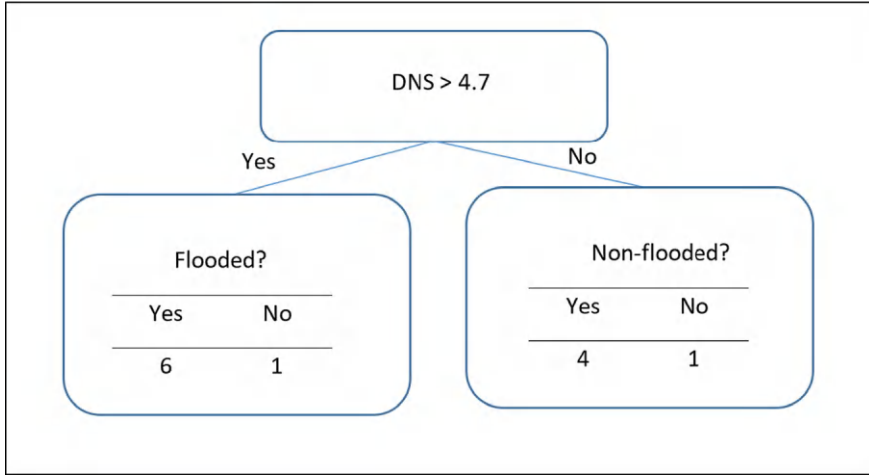 DNS > 4.7
Yes
No
Flooded?
Yes No
6 1
Non-flooded?
Yes No
4 1